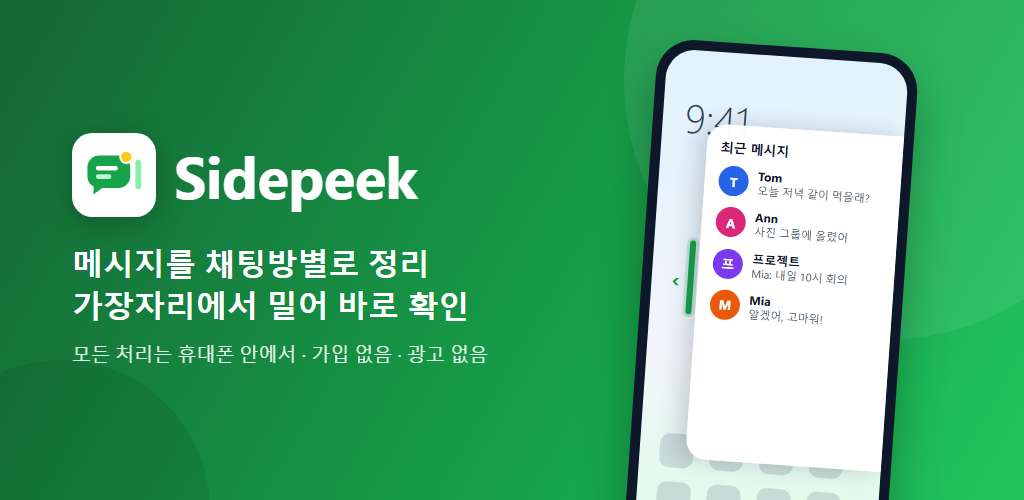 Sidepeek
메시지를 채팅방별로 정리
가장자리에서 밀어 바로 확인
모든 처리는 휴대폰 안에서 · 가입 없음 · 광고 없음
9:41
최근 메시지
T
Tom
오늘 저녁 같이 먹을래?
A
Ann
사진 그룹에 올렸어
프
프로젝트
Mia: 내일 10시 회의
M
Mia
알겠어, 고마워!